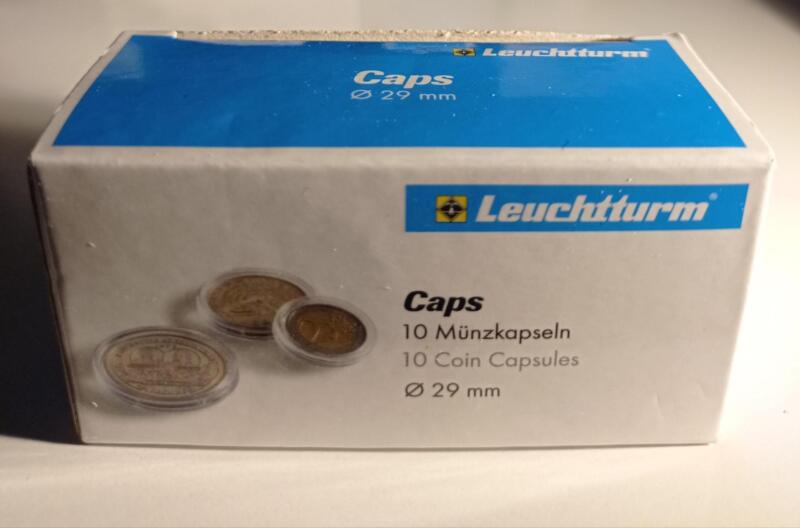 Leuchtturm
Caps
Ø 29 mm
Leuchtturm®
Caps
10 Münzkapseln
10 Coin Capsules
Ø 29 mm